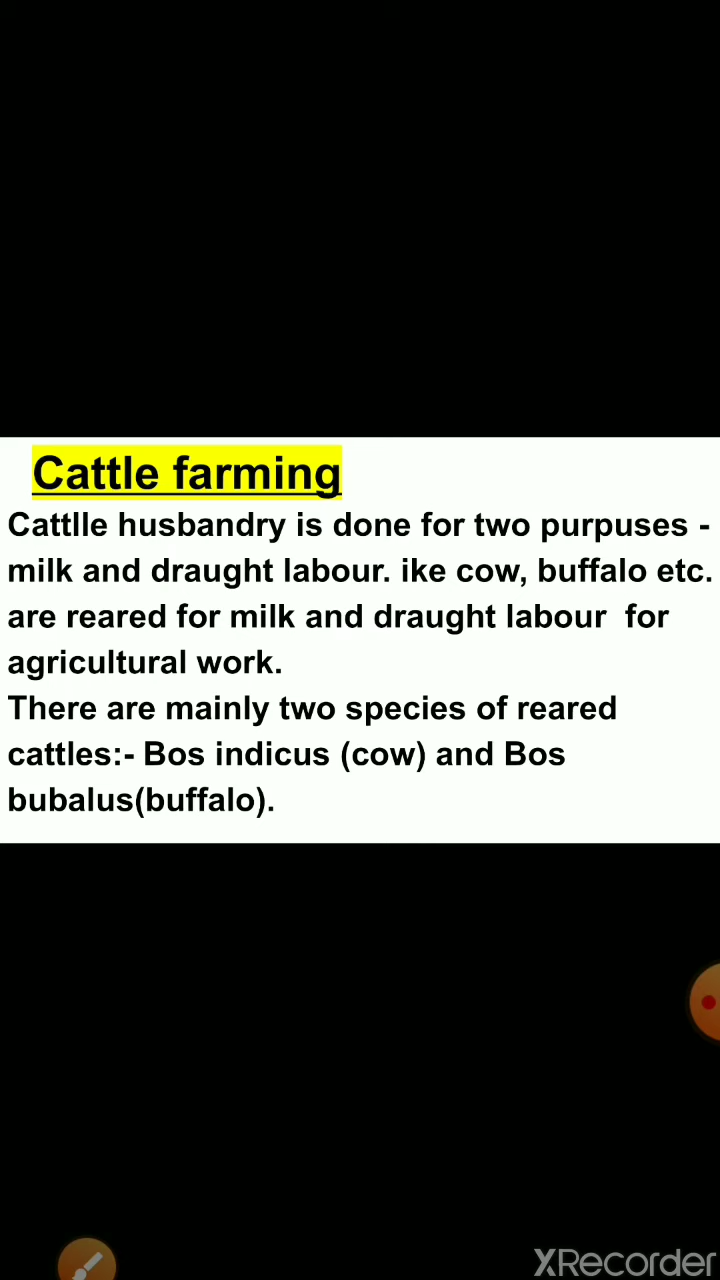 Cattle farming
Cattlle husbandry is done for two purpuses -
milk and draught labour. ike cow, buffalo etc.
are reared for milk and draught labour  for
agricultural work.
There are mainly two species of reared
cattles:- Bos indicus (cow) and Bos
bubalus(buffalo).
XRecorder